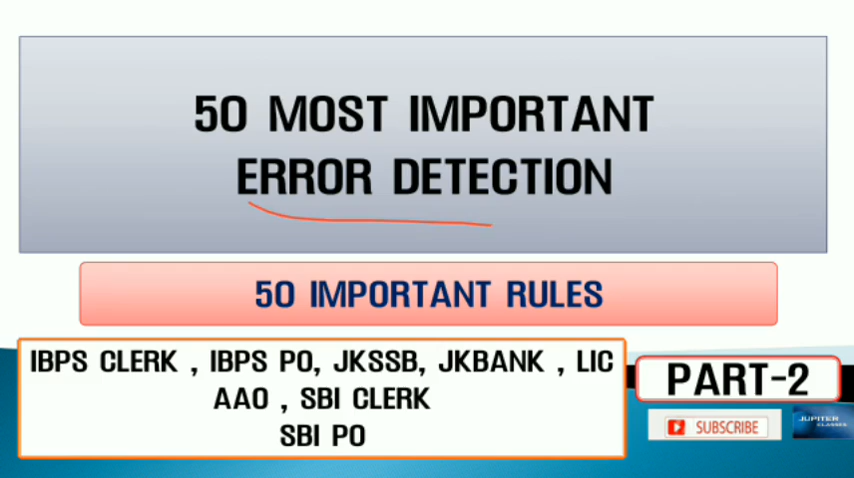 50 MOST IMPORTANT
ERROR DETECTION
50 IMPORTANT RULES
IBPS CLERK , IBPS PO, JKSSB, JKBANK , LIC
AAO , SBI CLERK
SBI PO
PART-2
SUBSCRIBE
JUPITER
CLASSES